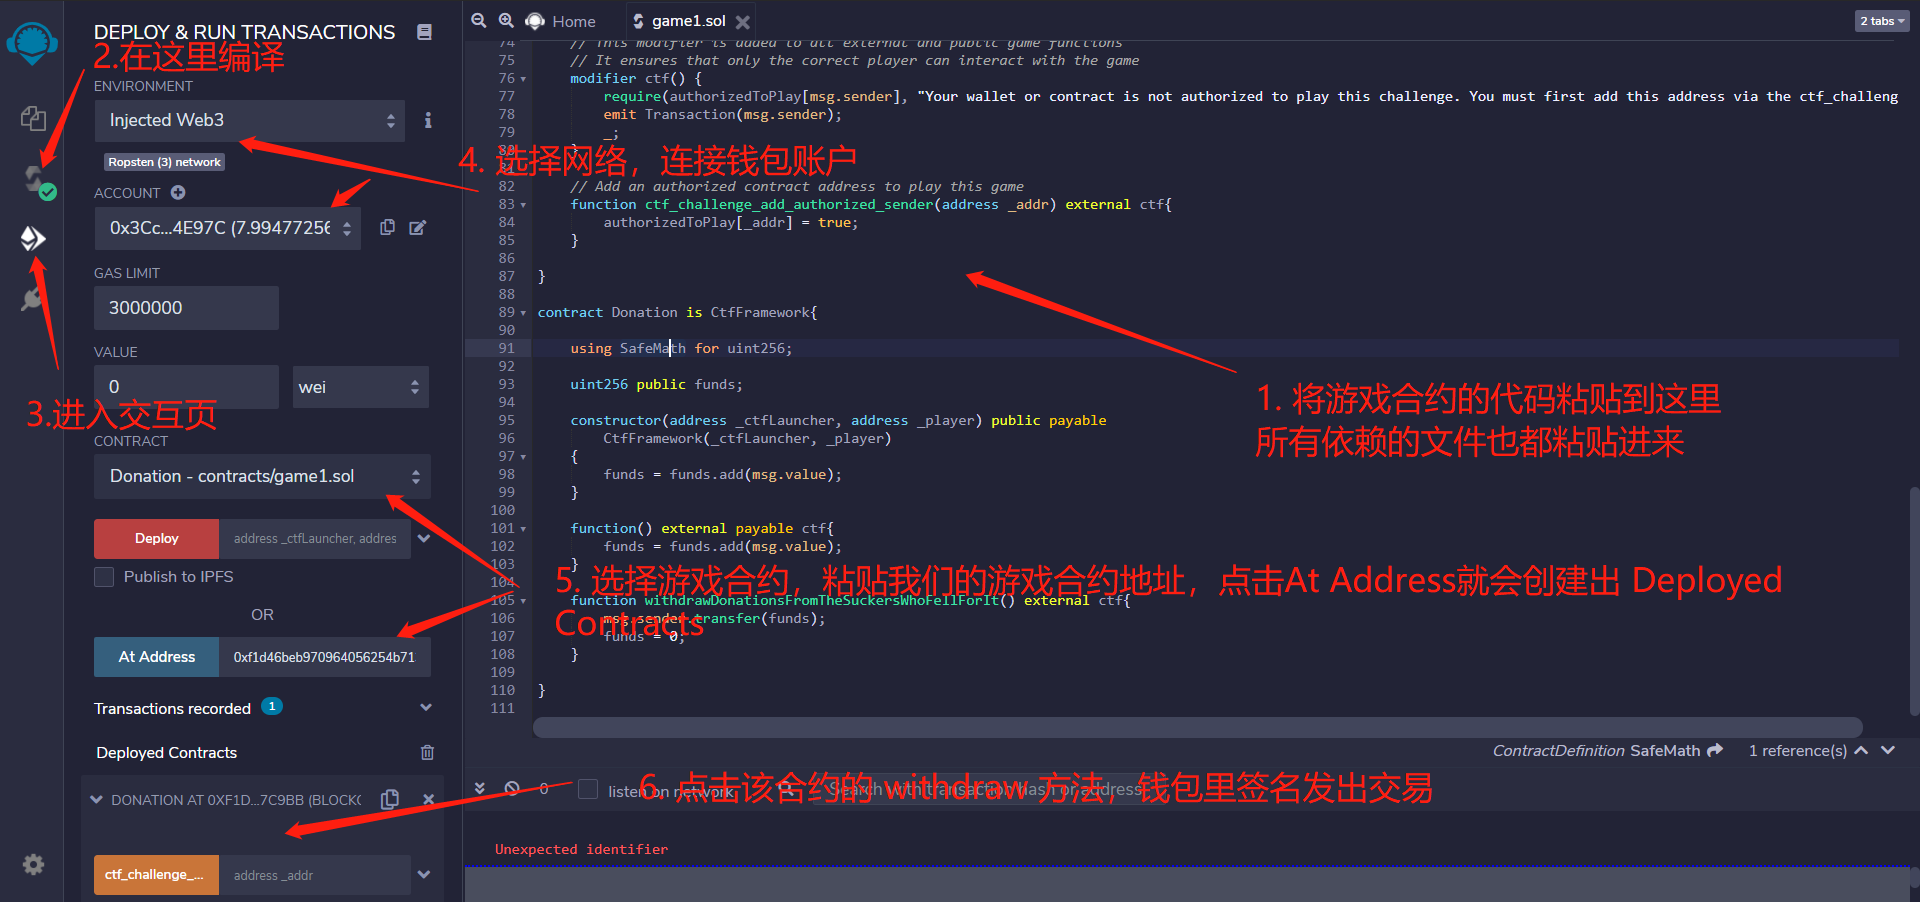 DEPLOY & RUN TRANSACTIONS
2.在这里编译
ENVIRONMENT
Injected Web3
Ropsten (3) network
ACCOUNT
0x3Cc...4E97C (7.99477256
GAS LIMIT
3000000
VALUE
0
wei
3.进入交互页
CONTRACT
Donation - contracts/game1.sol
Deploy
address _ctfLauncher, addres
Publish to IPFS
OR
At Address
0xf1d46beb970964056254b71
Transactions recorded
1
Deployed Contracts
DONATION AT 0XF1D...7C9BB (BLOCKC
ctf_challenge_...
address _addr
Home
game1.sol
2 tabs
74 // This modifier is added to all external and public game functions
75 // It ensures that only the correct player can interact with the game
76 modifier ctf() {
77 require(authorizedToPlay[msg.sender], "Your wallet or contract is not authorized to play this challenge. You must first add this address via the ctf_challeng
78 emit Transaction(msg.sender);
79 _;
80 }
4. 选择网络，连接钱包账户
81
82 // Add an authorized contract address to play this game
83 function ctf_challenge_add_authorized_sender(address _addr) external ctf{
84 authorizedToPlay[_addr] = true;
85 }
86
87 }
88
89 contract Donation is CtfFramework{
90
91 using SafeMath for uint256;
92
93 uint256 public funds;
94
95 constructor(address _ctfLauncher, address _player) public payable
96 CtfFramework(_ctfLauncher, _player)
97 {
98 funds = funds.add(msg.value);
99 }
1. 将游戏合约的代码粘贴到这里
所有依赖的文件也都粘贴进来
100
101 function() external payable ctf{
102 funds = funds.add(msg.value);
103 }
104
5. 选择游戏合约，粘贴我们的游戏合约地址，点击At Address就会创建出 Deployed
Contracts
105 function withdrawDonationsFromTheSuckersWhoFellForIt() external ctf{
106 msg.sender.transfer(funds);
107 funds = 0;
108 }
109
110 }
111
ContractDefinition SafeMath
1 reference(s)
0
listen on network
Search with transaction hash or address
6. 点击该合约的 withdraw 方法，钱包里签名发出交易
Unexpected identifier